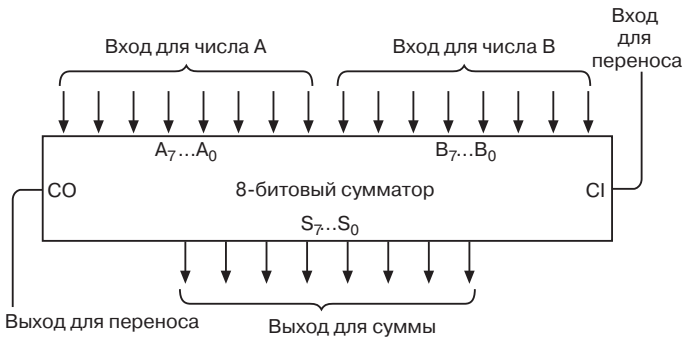 Вход для числа A
Вход для числа B
Вход
для
переноса
A7...A0
B7...B0
CO
8-битовый сумматор
CI
S7...S0
Выход для переноса
Выход для суммы